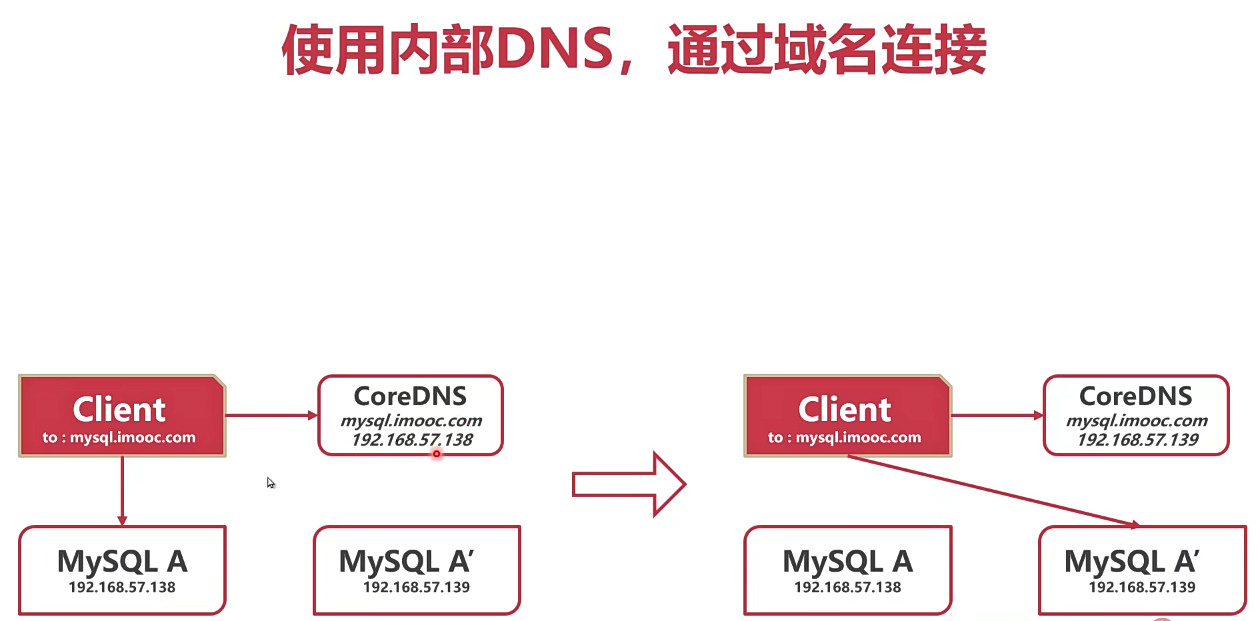 使用内部DNS，通过域名连接
Client
to : mysql.imooc.com
CoreDNS
mysql.imooc.com
192.168.57.138
MySQL A
192.168.57.138
MySQL A’
192.168.57.139
Client
to : mysql.imooc.com
CoreDNS
mysql.imooc.com
192.168.57.139
MySQL A
192.168.57.138
MySQL A’
192.168.57.139